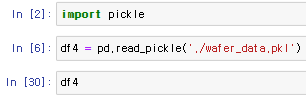 In [2]: import pickle
In [6]: df4 = pd.read_pickle('./wafer_data.pkl')
In [30]: df4